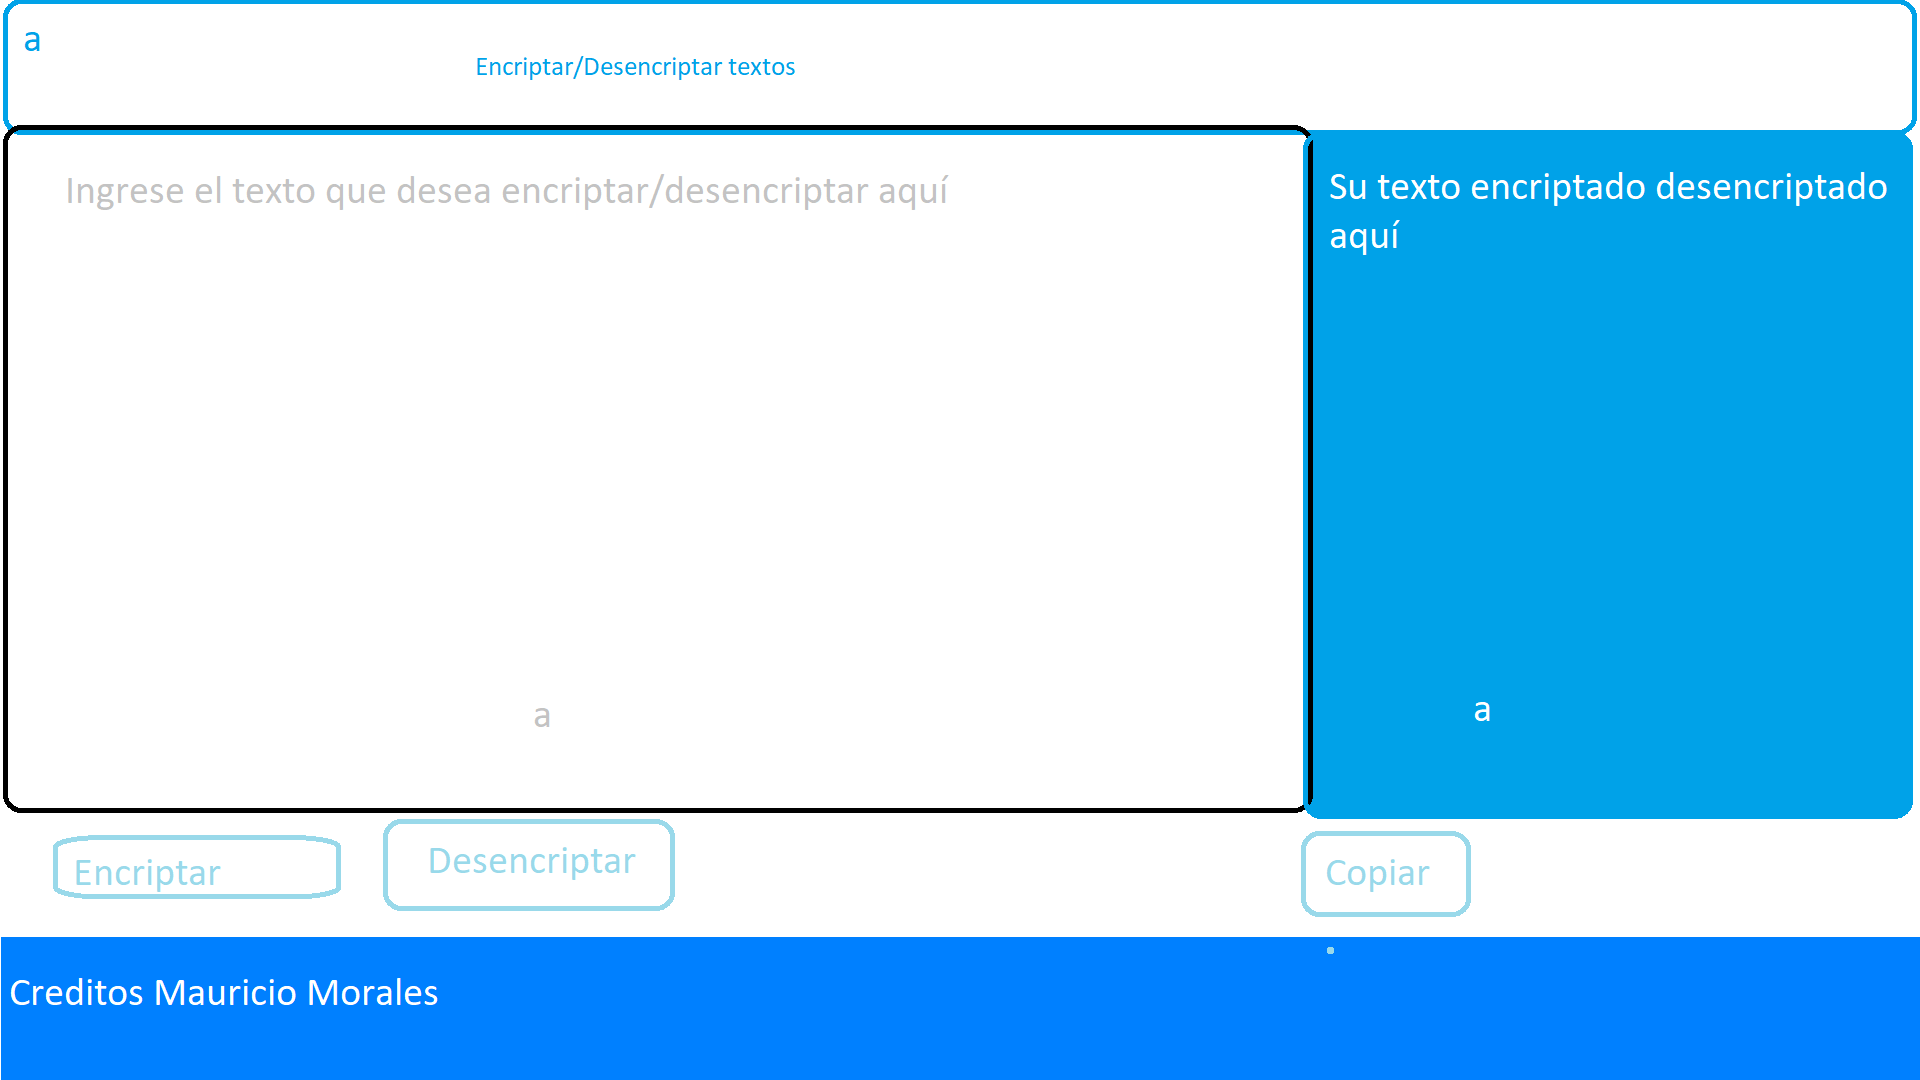 a
Encriptar/Desencriptar textos
Ingrese el texto que desea encriptar/desencriptar aquí
a
Su texto encriptado desencriptado
aquí
a
Encriptar
Desencriptar
Copiar
Creditos Mauricio Morales